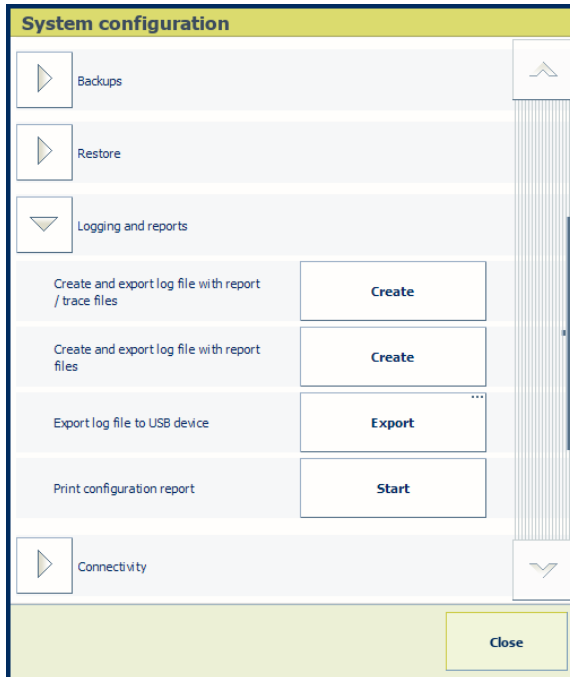 System configuration
Backups
Restore
Logging and reports
Create and export log file with report
/ trace files
Create
Create and export log file with report
files
Create
Export log file to USB device
...
Export
Print configuration report
Start
Connectivity
Close